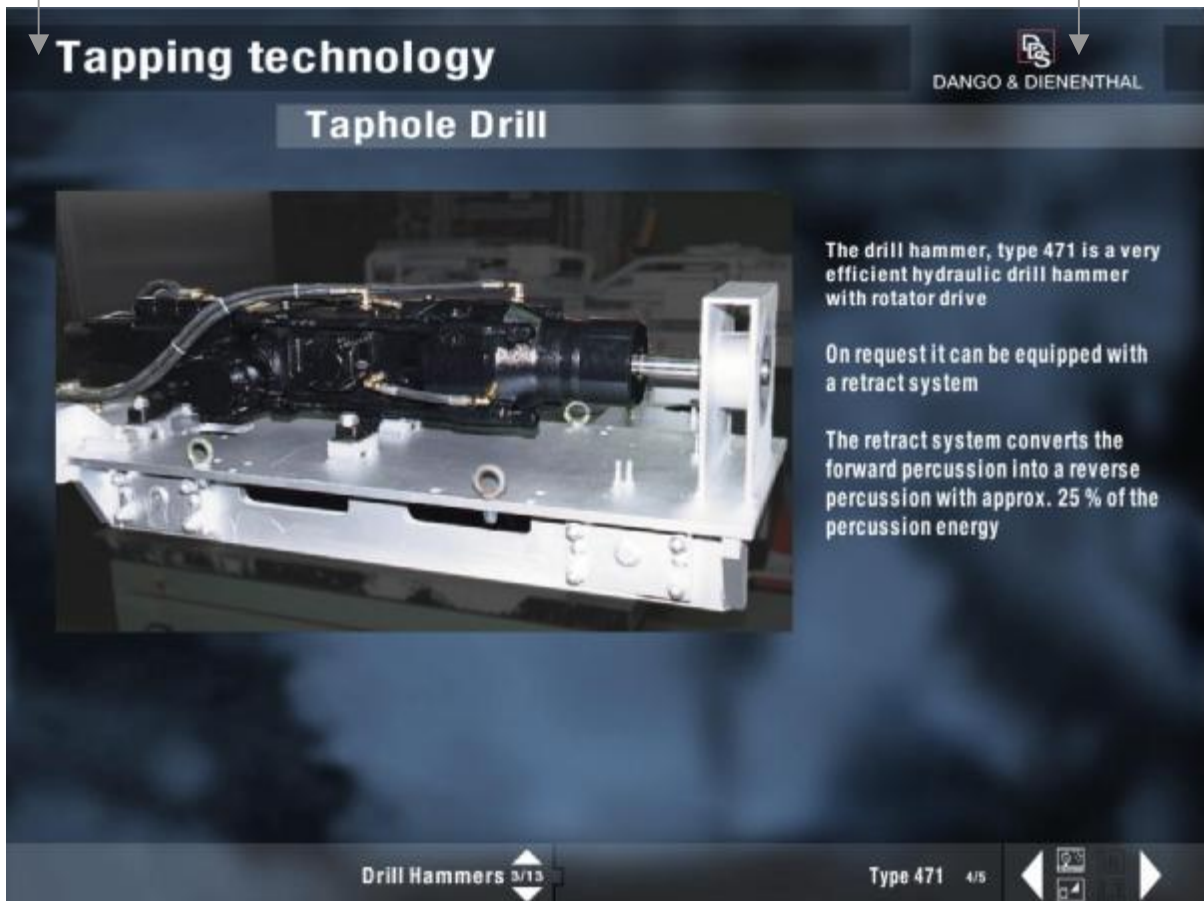 Tapping technology
DDS
DANGO & DIENENTHAL
Taphole Drill
The drill hammer, type 471 is a very
efficient hydraulic drill hammer
with rotator drive
On request it can be equipped with
a retract system
The retract system converts the
forward percussion into a reverse
percussion with approx. 25 % of the
percussion energy
Drill Hammers 3/13
Type 471 4/5